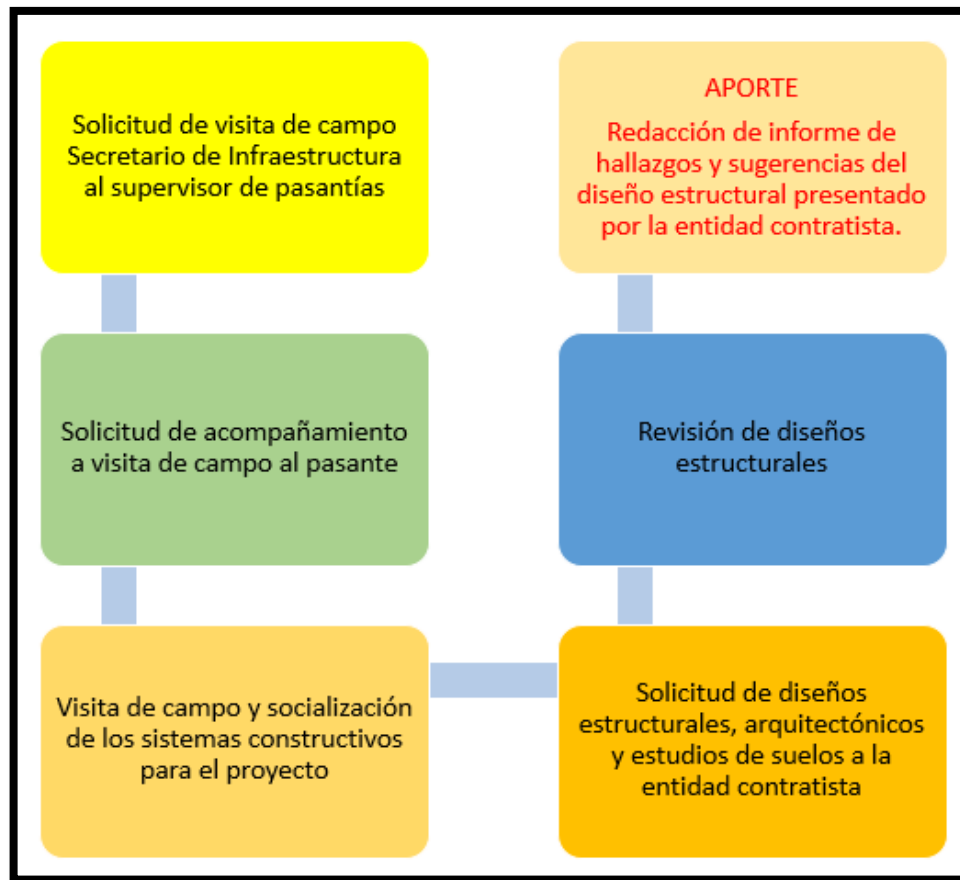 Solicitud de visita de campo
Secretario de Infraestructura
al supervisor de pasantías
Solicitud de acompañamiento
a visita de campo al pasante
Visita de campo y socialización
de los sistemas constructivos
para el proyecto
Solicitud de diseños
estructurales, arquitectónicos
y estudios de suelos a la
entidad contratista
Revisión de diseños
estructurales
APORTE
Redacción de informe de
hallazgos y sugerencias del
diseño estructural presentado
por la entidad contratista.